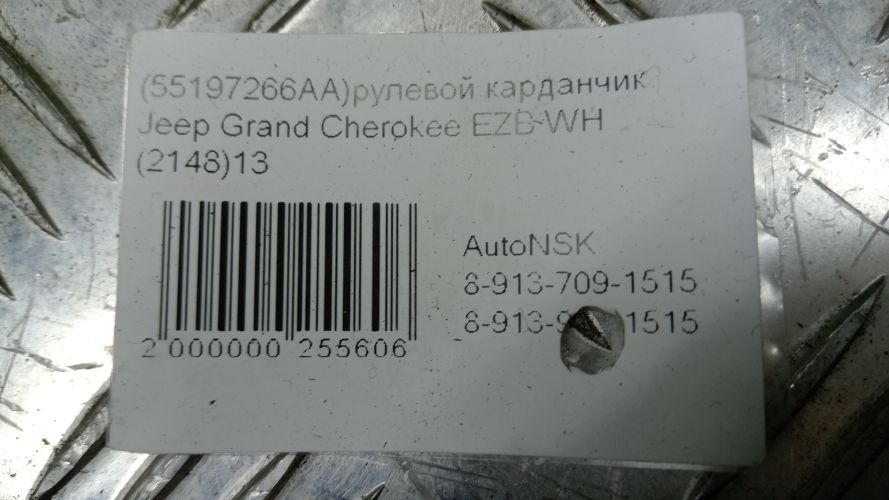 (55197266AA)рулевой карданчик
Jeep Grand Cherokee EZB-WH
(2148)13
AutoNSK
8-913-709-1515
2 000000 255606